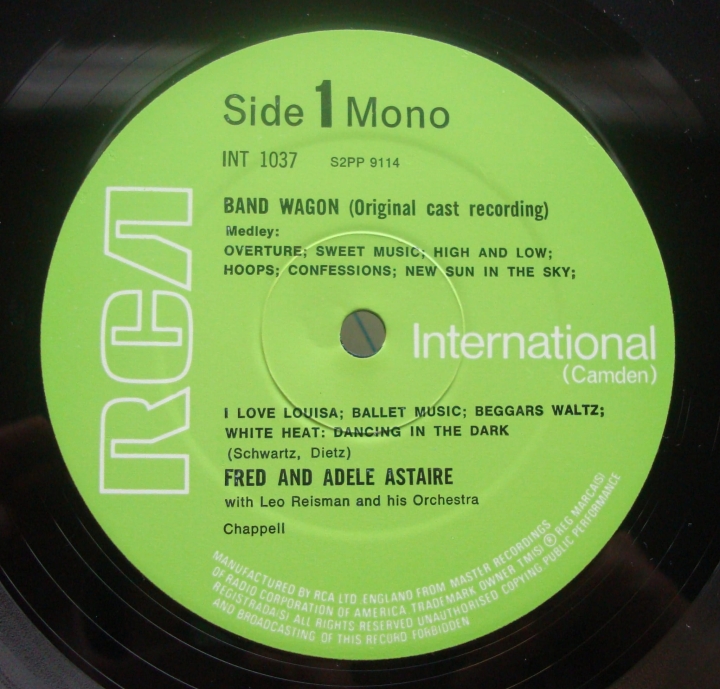 Side 1 Mono
INT 1037 S2PP 9114
BAND WAGON (Original cast recording)
Medley:
OVERTURE; SWEET MUSIC; HIGH AND LOW;
HOOPS; CONFESSIONS; NEW SUN IN THE SKY;
RCA
International
(Camden)
I LOVE LOUISA; BALLET MUSIC; BEGGARS WALTZ;
WHITE HEAT: DANCING IN THE DARK
(Schwartz, Dietz)
FRED AND ADELE ASTAIRE
with Leo Reisman and his Orchestra
Chappell
MANUFACTURED BY RCA LTD., ENGLAND FROM MASTER RECORDINGS
OF RADIO CORPORATION OF AMERICA TRADEMARK OWNER TM(S) ® REG MARCA(S)
REGISTRADA(S) ALL RIGHTS RESERVED UNAUTHORISED COPYING PUBLIC PERFORMANCE
AND BROADCASTING OF THIS RECORD FORBIDDEN